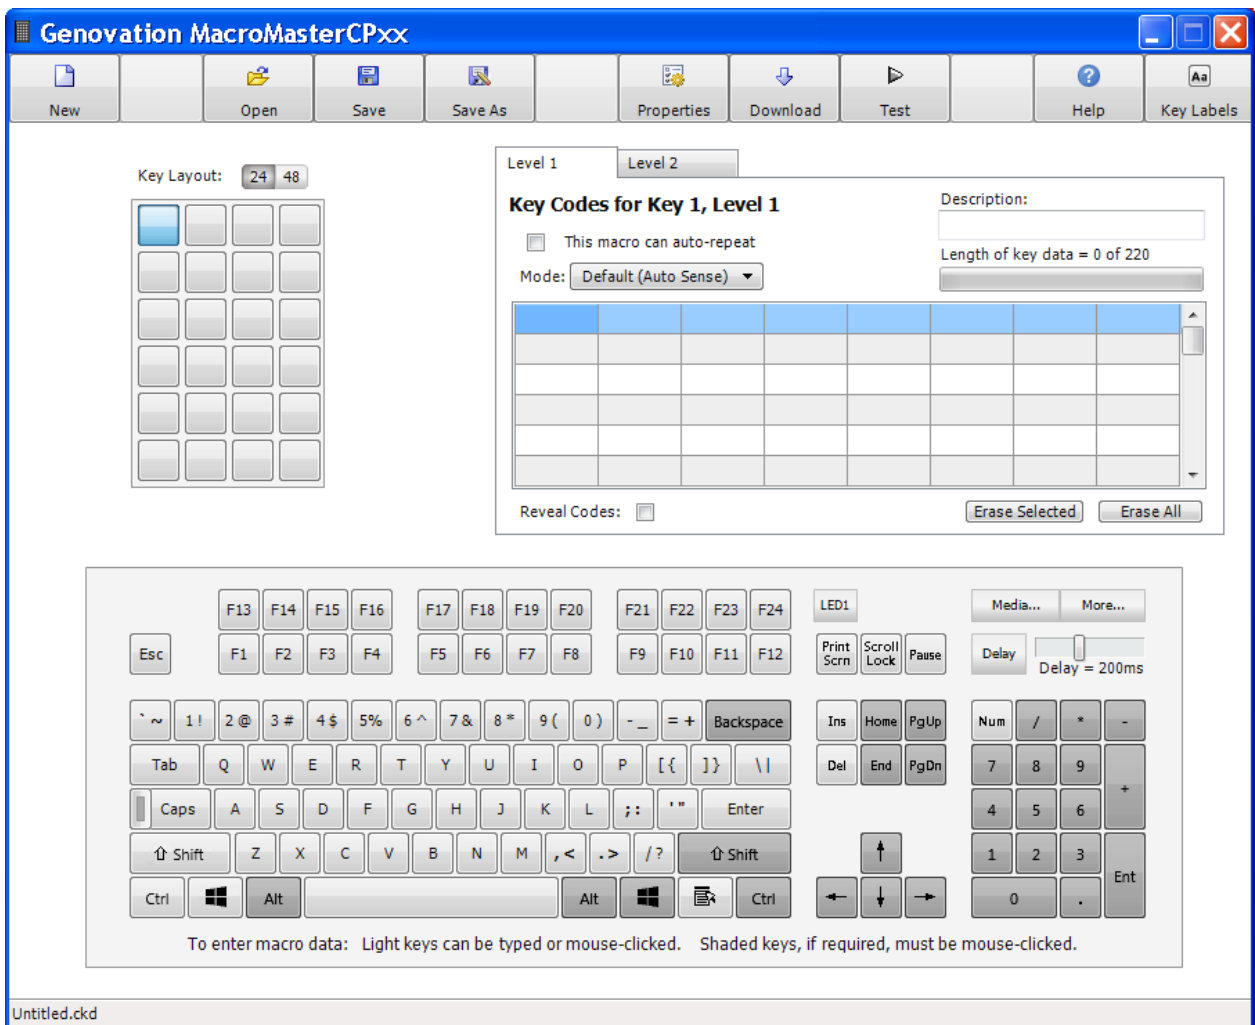 Genovation MacroMasterCPxx
New Open Save Save As Properties Download Test Help Key Labels
Key Layout: 24 48
Level 1 Level 2
Key Codes for Key 1, Level 1
Description:
This macro can auto-repeat
Length of key data = 0 of 220
Mode: Default (Auto Sense)
Reveal Codes: Erase Selected Erase All
F13 F14 F15 F16 F17 F18 F19 F20 F21 F22 F23 F24 LED1 Media... More...
Esc F1 F2 F3 F4 F5 F6 F7 F8 F9 F10 F11 F12 Print Scrn Scroll Lock Pause Delay
Delay = 200ms
` ~ 1 ! 2 @ 3 # 4 $ 5% 6 ^ 7 & 8 * 9 ( 0 ) - _ = + Backspace Ins Home PgUp Num / * -
Tab Q W E R T Y U I O P [ { ] } \ | Del End PgDn 7 8 9 +
Caps A S D F G H J K L ; : ' " Enter 4 5 6
⇧ Shift Z X C V B N M , < . > / ? ⇧ Shift ↑ 1 2 3 Ent
Ctrl Alt Alt Ctrl ← ↓ → 0 .
To enter macro data: Light keys can be typed or mouse-clicked. Shaded keys, if required, must be mouse-clicked.
Untitled.ckd